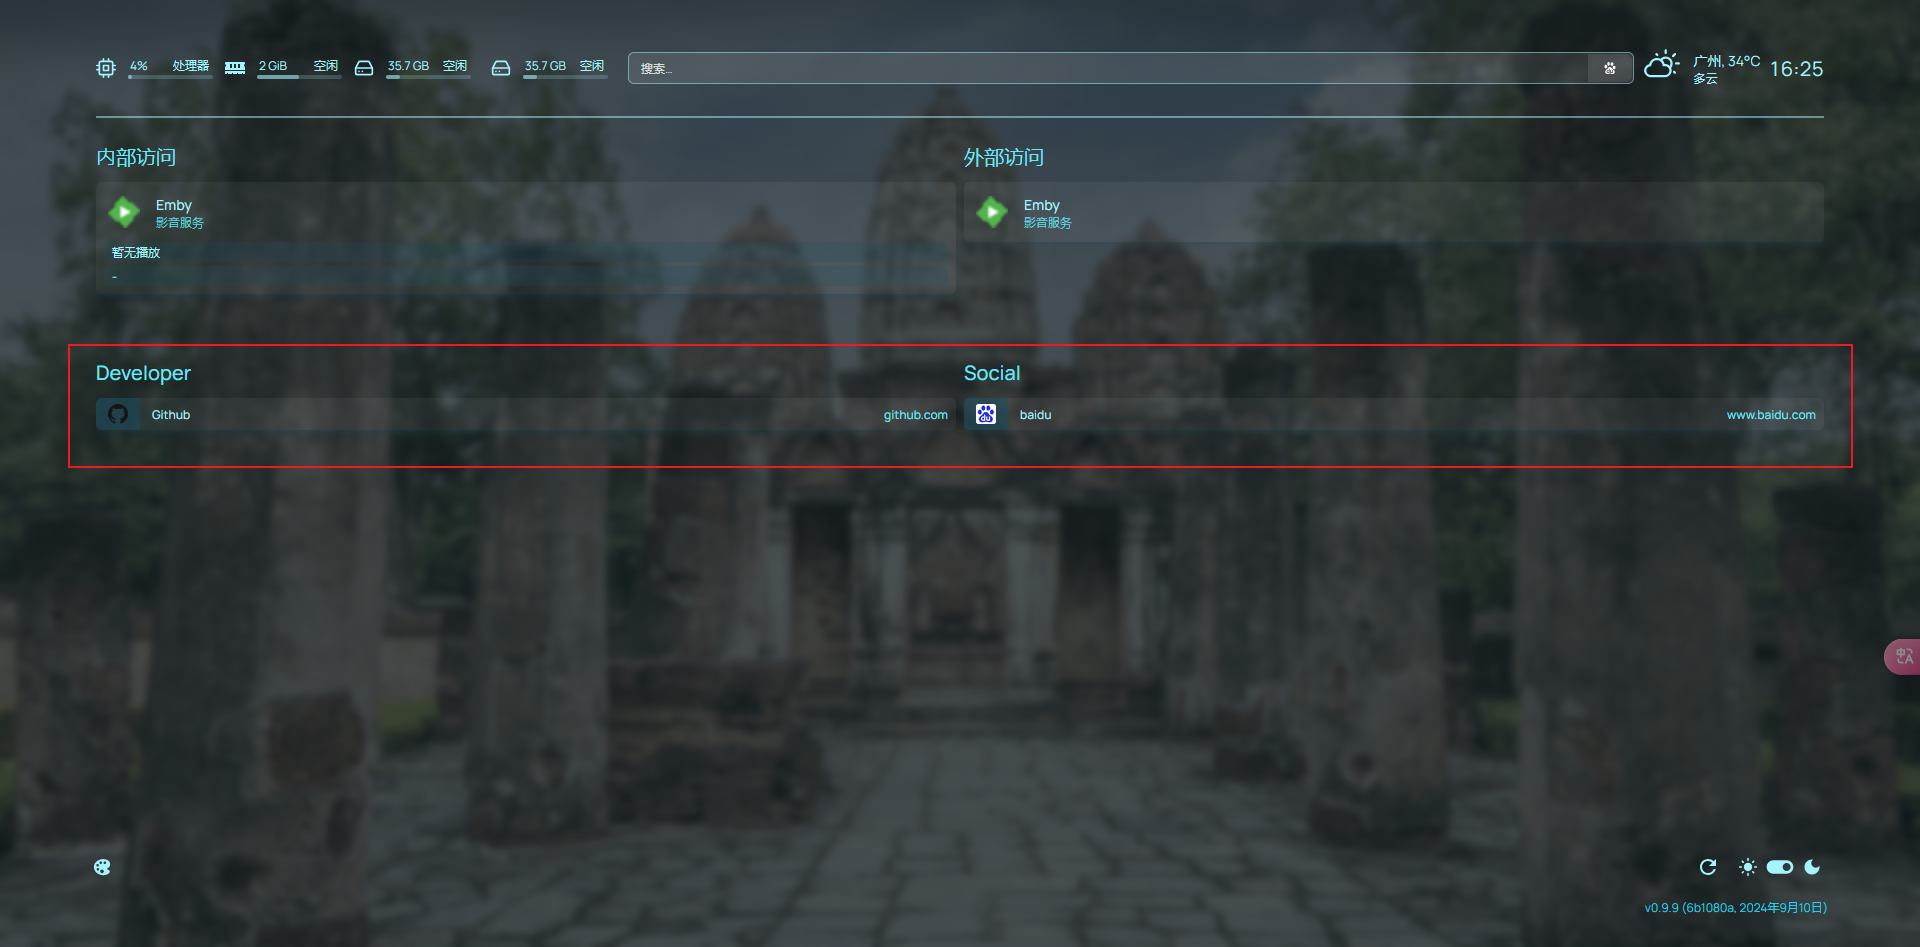 4% 处理器
2 GiB 空闲
35.7 GB 空闲
35.7 GB 空闲
搜索...
广州, 34°C
多云
16:25
内部访问
Emby
影音服务
暂无播放
-
外部访问
Emby
影音服务
Developer
Github github.com
Social
baidu www.baidu.com
v0.9.9 (6b1080a, 2024年9月10日)